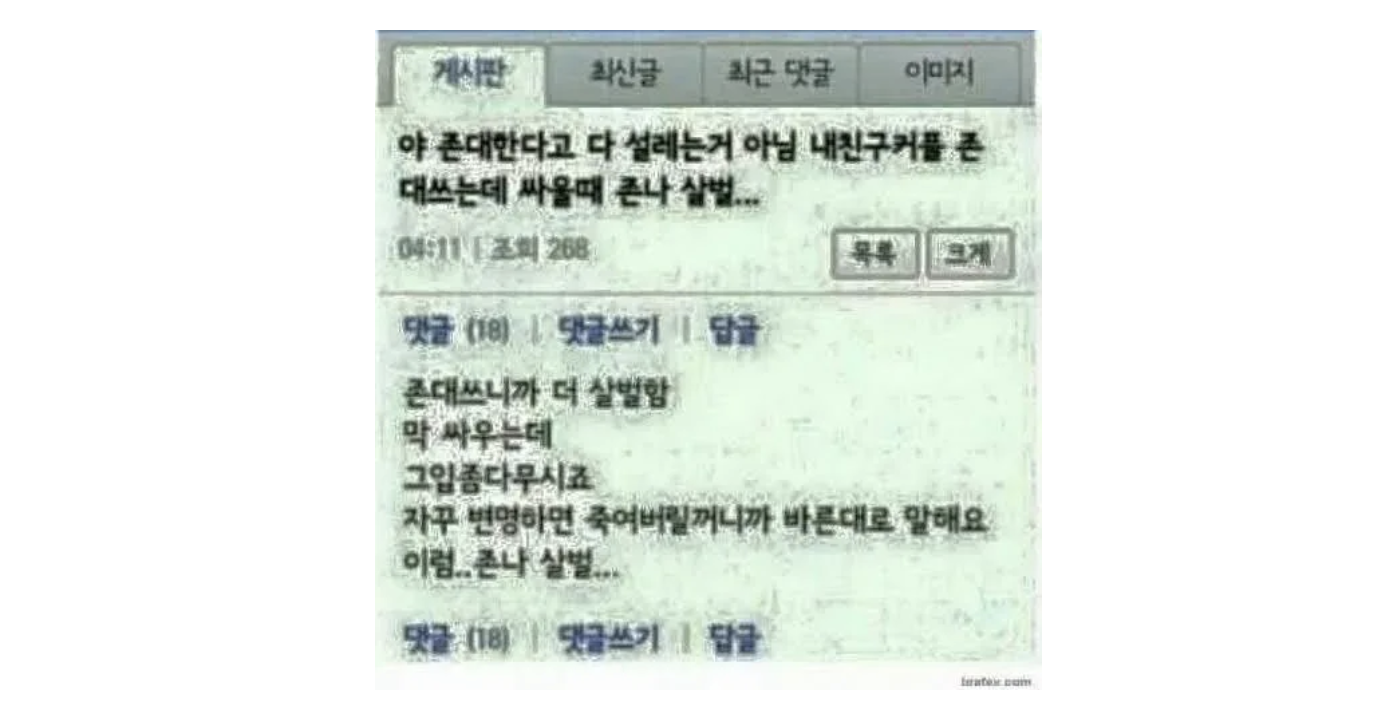 게시판 최신글 최근 댓글 이미지
야 존대한다고 다 설레는거 아님 내친구커플 존
대쓰는데 싸울때 존나 살벌...
04:11 | 조회 268 목록 크게
댓글 (18) | 댓글쓰기 | 답글
존대쓰니까 더 살벌함
막 싸우는데
그입좀다무시죠
자꾸 변명하면 죽여버릴꺼니까 바른대로 말해요
이럼..존나 살벌...
댓글 (18) | 댓글쓰기 | 답글